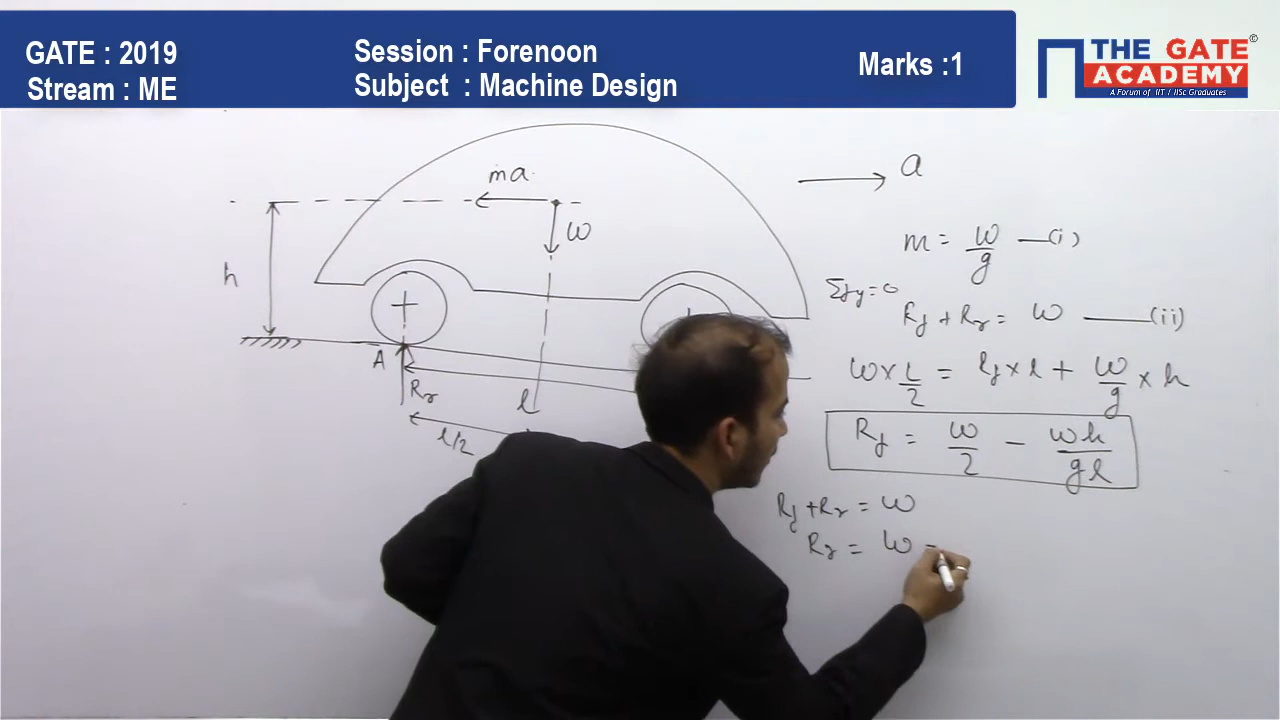 GATE : 2019
Stream : ME
Session : Forenoon
Subject : Machine Design
Marks :1
THE GATE
ACADEMY
©
A Forum of IIT / IISc Graduates
ma
a
W
h
m = W/g —(i)
Σfy=0
Rf + Rr = W —(ii)
W × L/2 = Rf × l + W/g × h
A
Rr
l
l/2
Rf = W/2 - Wh/gl
Rf + Rr = W
Rr = W -